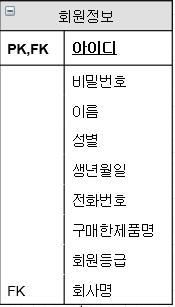 회원정보
PK,FK 아이디
비밀번호
이름
성별
생년월일
전화번호
구매한제품명
회원등급
FK 회사명